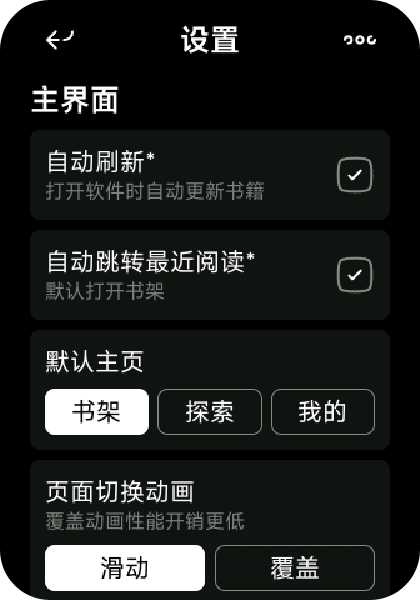 设置
主界面
自动刷新*
打开软件时自动更新书籍
自动跳转最近阅读*
默认打开书架
默认主页
书架 探索 我的
页面切换动画
覆盖动画性能开销更低
滑动 覆盖